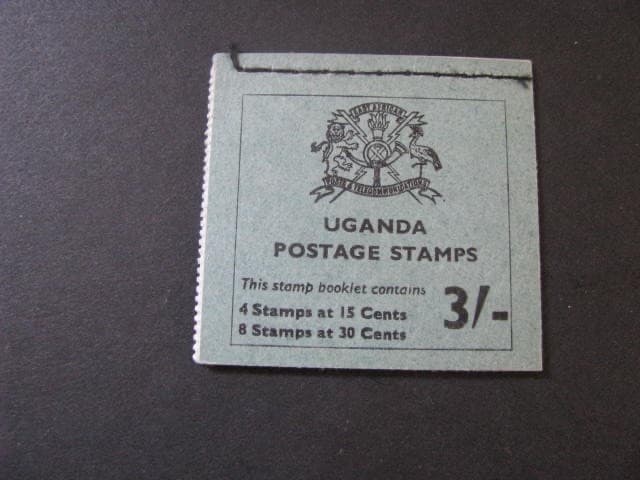 EAST AFRICAN
POSTS & TELECOMMUNICATIONS
UGANDA
POSTAGE STAMPS
This stamp booklet contains
4 Stamps at 15 Cents
8 Stamps at 30 Cents
3/-